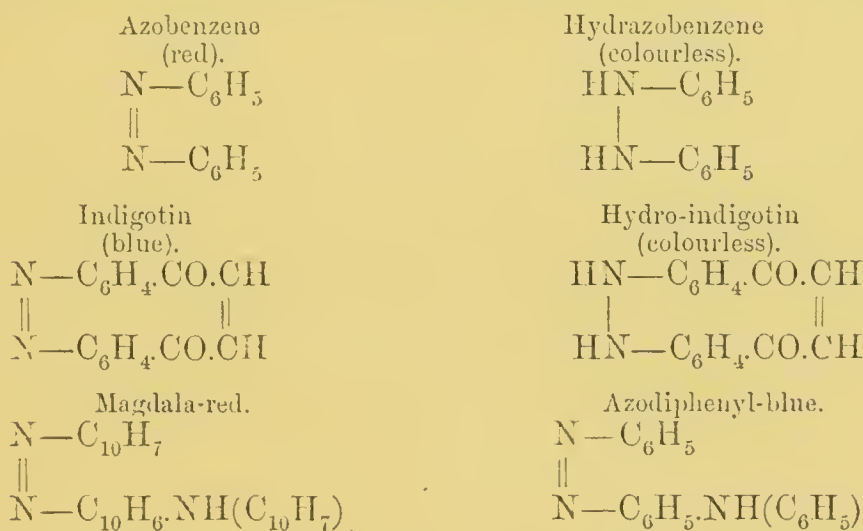 Azobenzene
(red).
N—C₆H₅
||
N—C₆H₅
Hydrazobenzene
(colourless).
HN—C₆H₅
|
HN—C₆H₅
Indigotin
(blue).
N—C₆H₄.CO.CH
|| ||
N—C₆H₄.CO.CH
Hydro-indigotin
(colourless).
HN—C₆H₄.CO.CH
| ||
HN—C₆H₄.CO.CH
Magdala-red.
N—C₁₀H₇
||
N—C₁₀H₆.NH(C₁₀H₇)
Azodiphenyl-blue.
N—C₆H₅
||
N—C₆H₅.NH(C₆H₅)